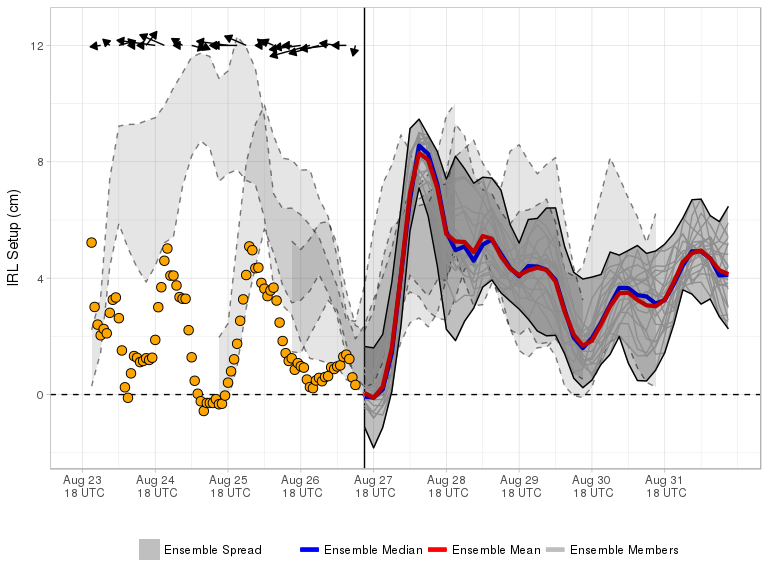 IRL Setup (cm)
12
8
4
0
Aug 23 Aug 24 Aug 25 Aug 26 Aug 27 Aug 28 Aug 29 Aug 30 Aug 31
18 UTC 18 UTC 18 UTC 18 UTC 18 UTC 18 UTC 18 UTC 18 UTC 18 UTC
Ensemble Spread Ensemble Median Ensemble Mean Ensemble Members